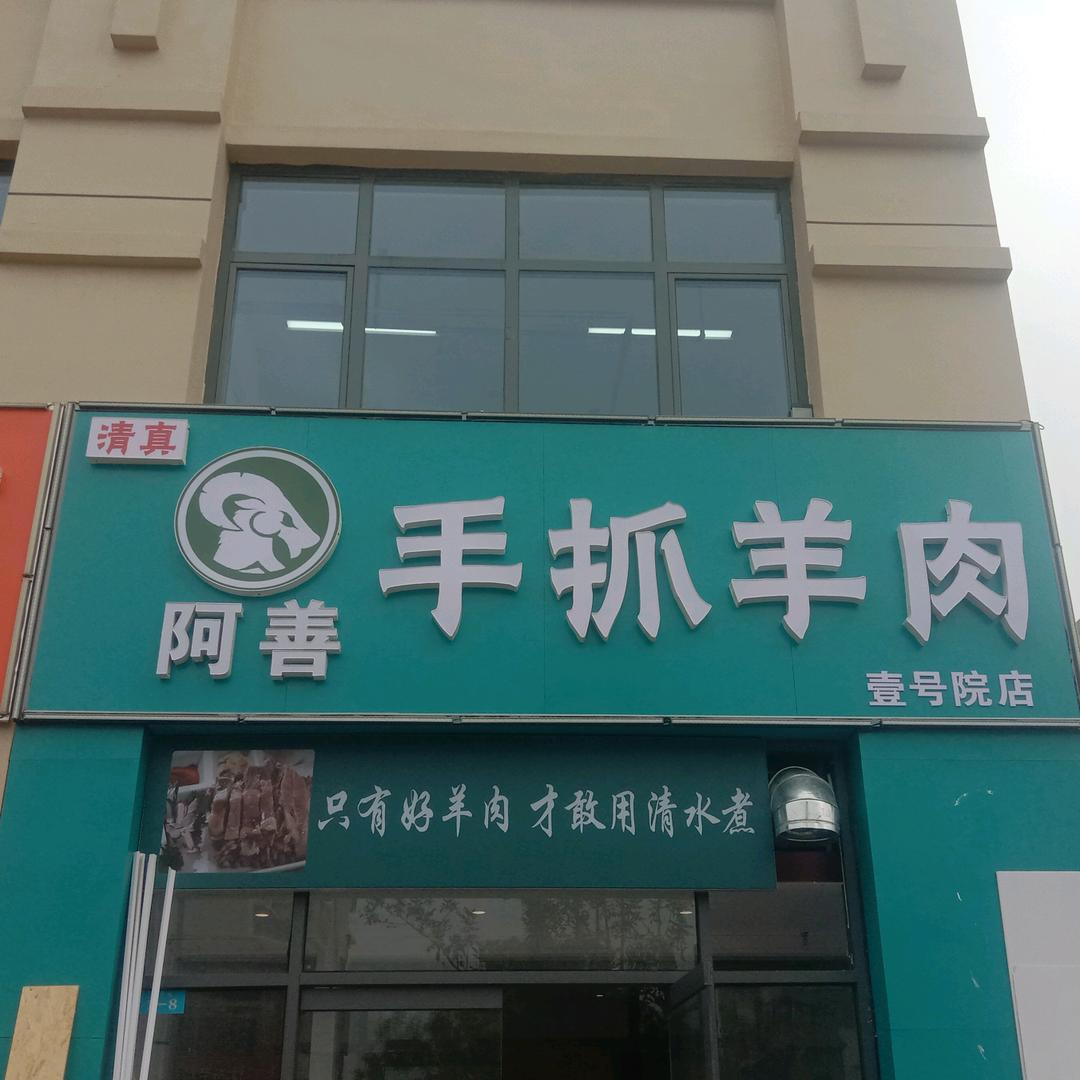 清真
阿善
手抓羊肉
壹号院店
只有好羊肉 才敢用清水煮
-8